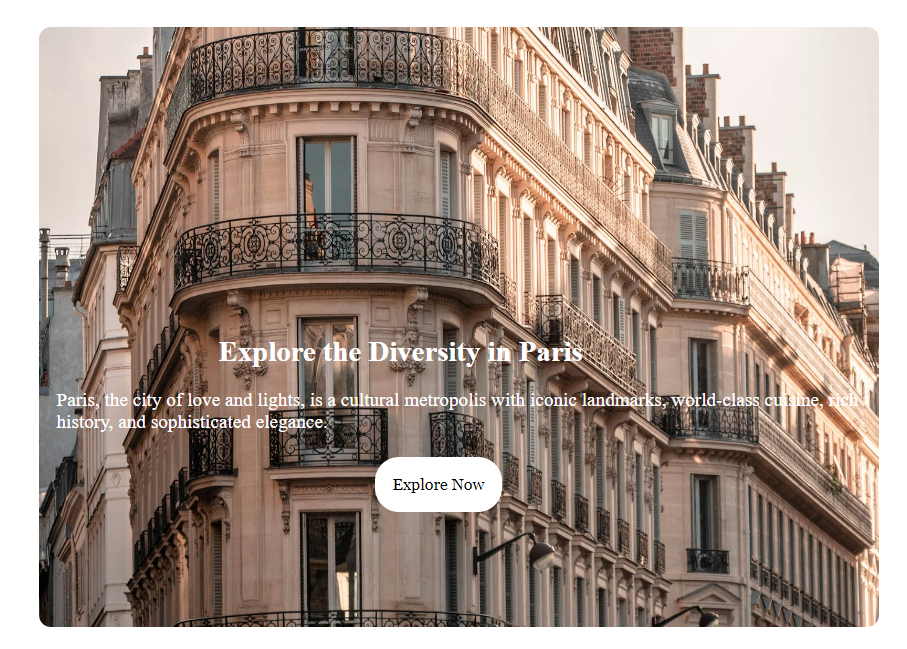 Explore the Diversity in Paris
Paris, the city of love and lights, is a cultural metropolis with iconic landmarks, world-class cuisine, rich
history, and sophisticated elegance.
Explore Now